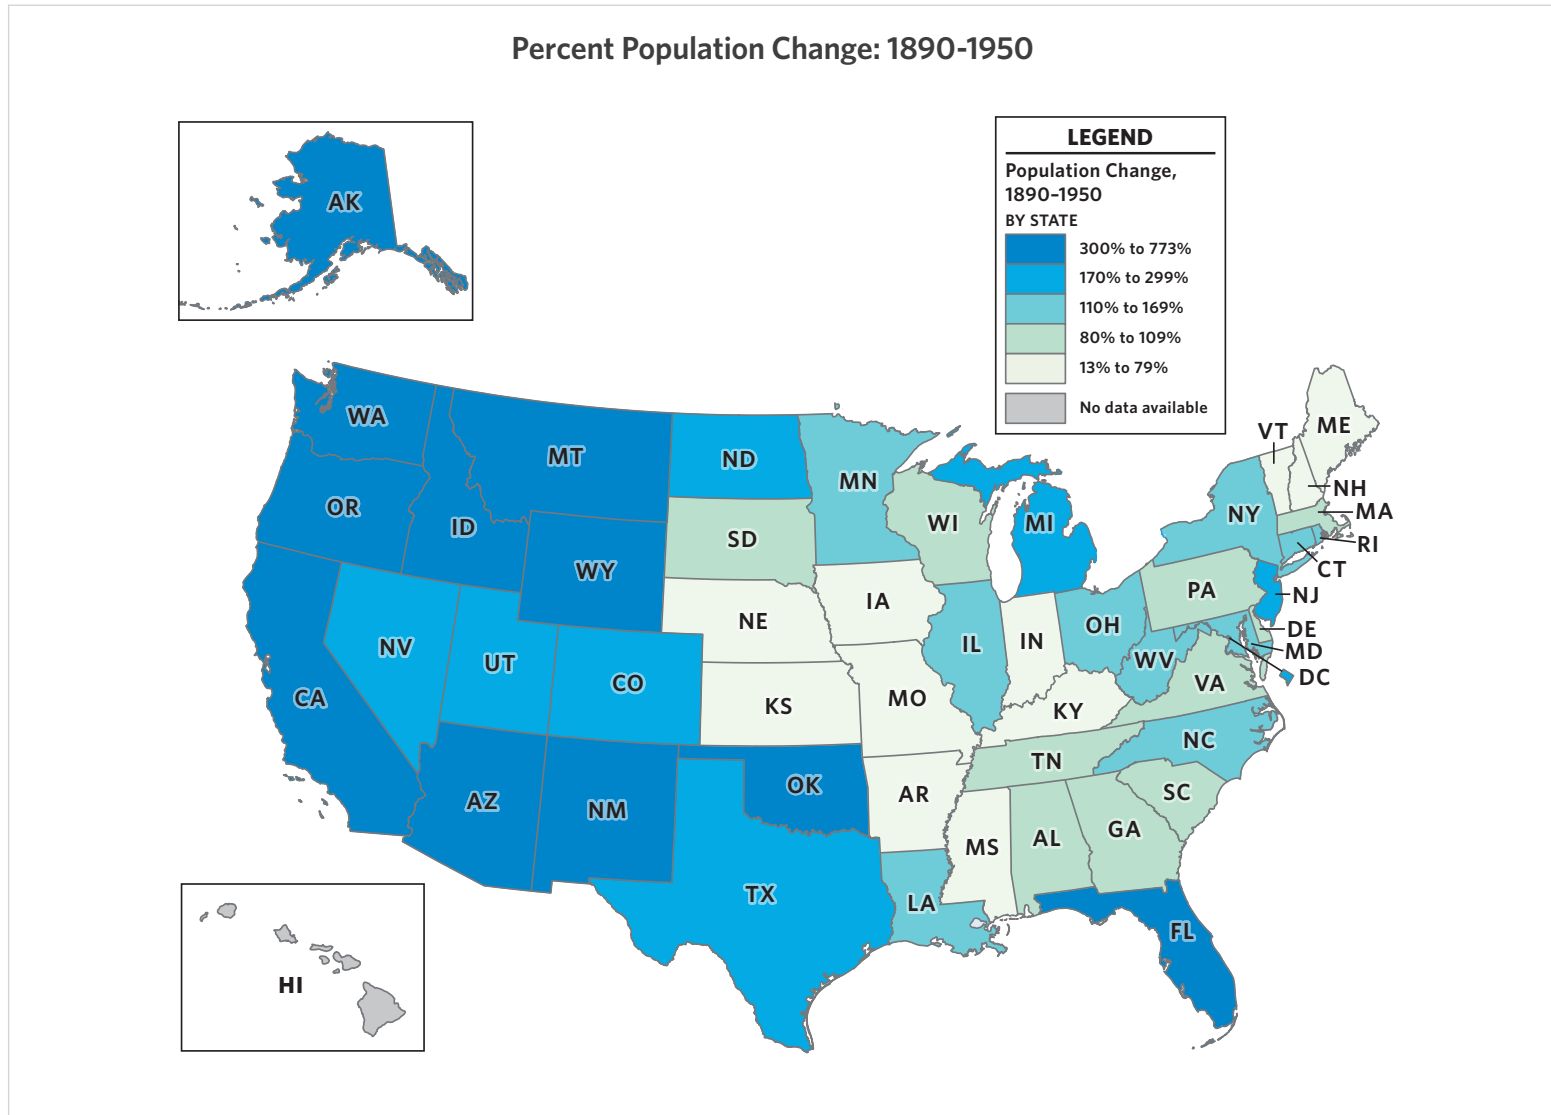 Percent Population Change: 1890-1950
LEGEND
Population Change,
1890–1950
BY STATE
300% to 773%
170% to 299%
110% to 169%
80% to 109%
13% to 79%
No data available
AK
WA
MT
ND
MN
VT
ME
OR
ID
SD
WI
MI
NY
NH
MA
RI
CT
WY
NE
IA
PA
NJ
NV
UT
CO
IL
IN
OH
WV
DE
MD
DC
CA
KS
MO
KY
VA
AZ
NM
OK
AR
TN
NC
SC
TX
LA
MS
AL
GA
FL
HI